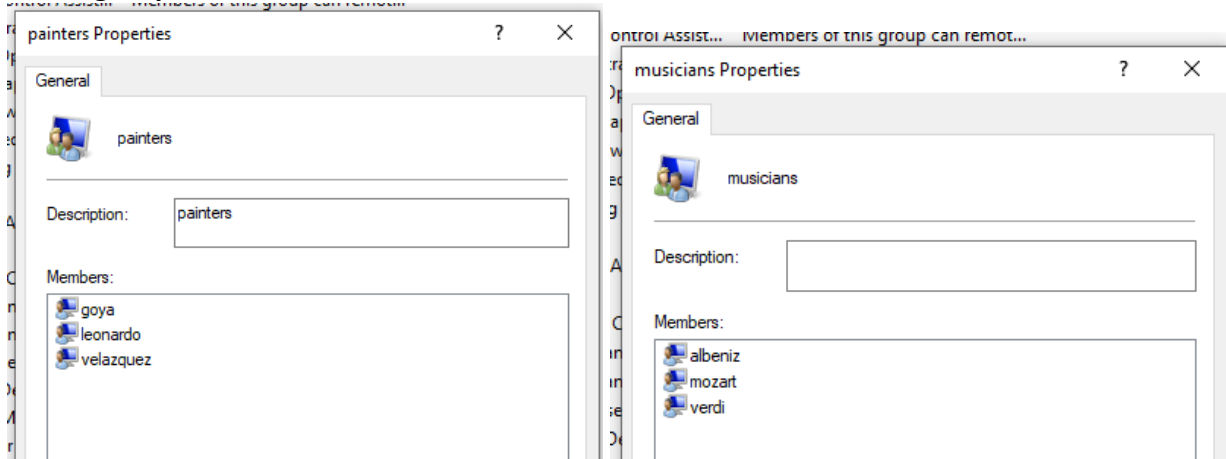 ontrol Assist... Members of this group can remot...
painters Properties
General
painters
Description:
painters
Members:
goya
leonardo
velazquez
ontrol Assist... Members of this group can remot...
musicians Properties
General
musicians
Description:
Members:
albeniz
mozart
verdi